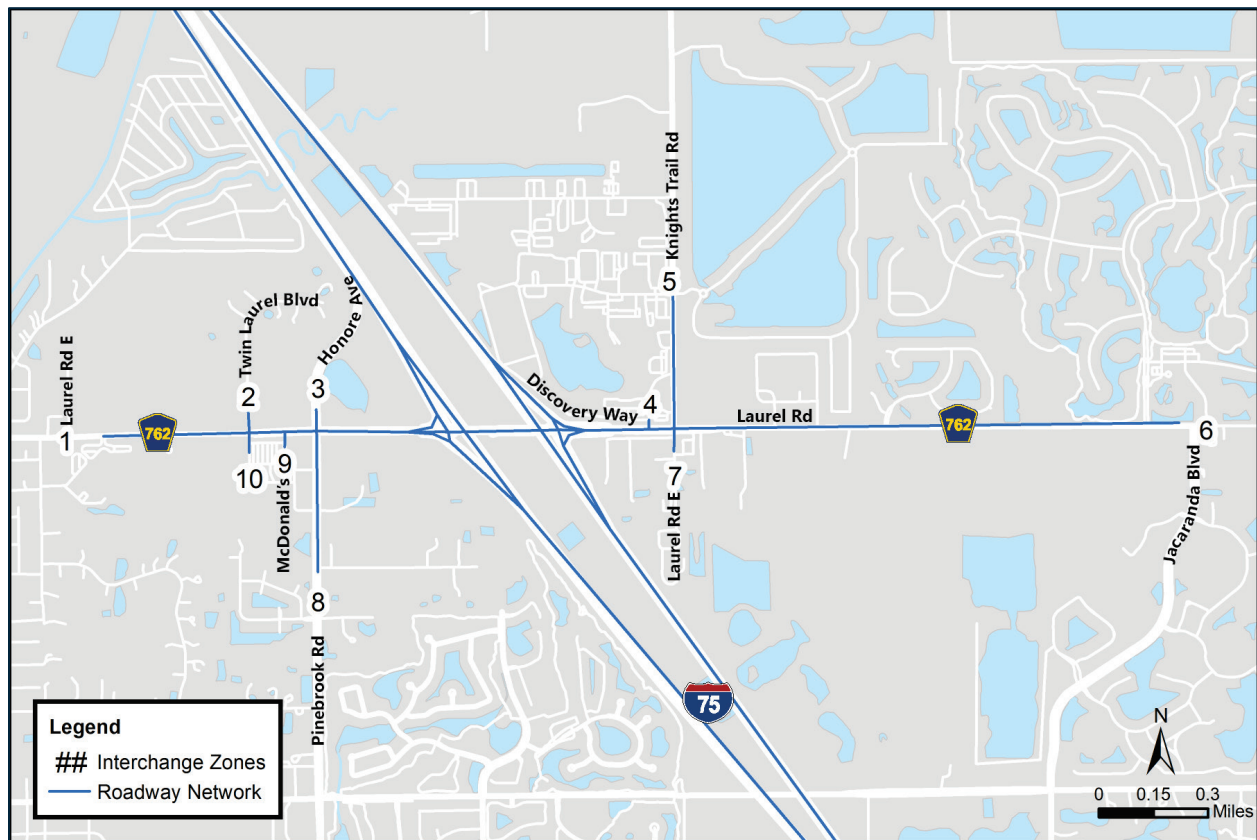 Knights Trail Rd
5
Honore Ave
Twin Laurel Blvd
Laurel Rd E
2
3
Discovery Way
4
Laurel Rd
762
762
1
6
9
10
7
McDonald's
Laurel Rd E
Jacaranda Blvd
8
Pinebrook Rd
75
Legend
## Interchange Zones
Roadway Network
N
0 0.15 0.3
Miles